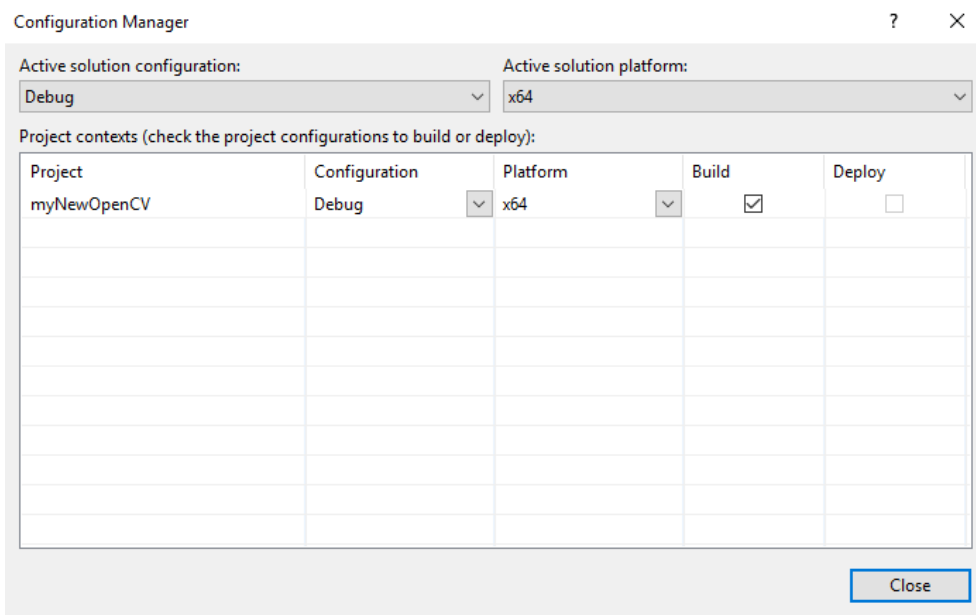 Configuration Manager
Active solution configuration: Active solution platform:
Debug x64
Project contexts (check the project configurations to build or deploy):
Project Configuration Platform Build Deploy
myNewOpenCV Debug x64
Close